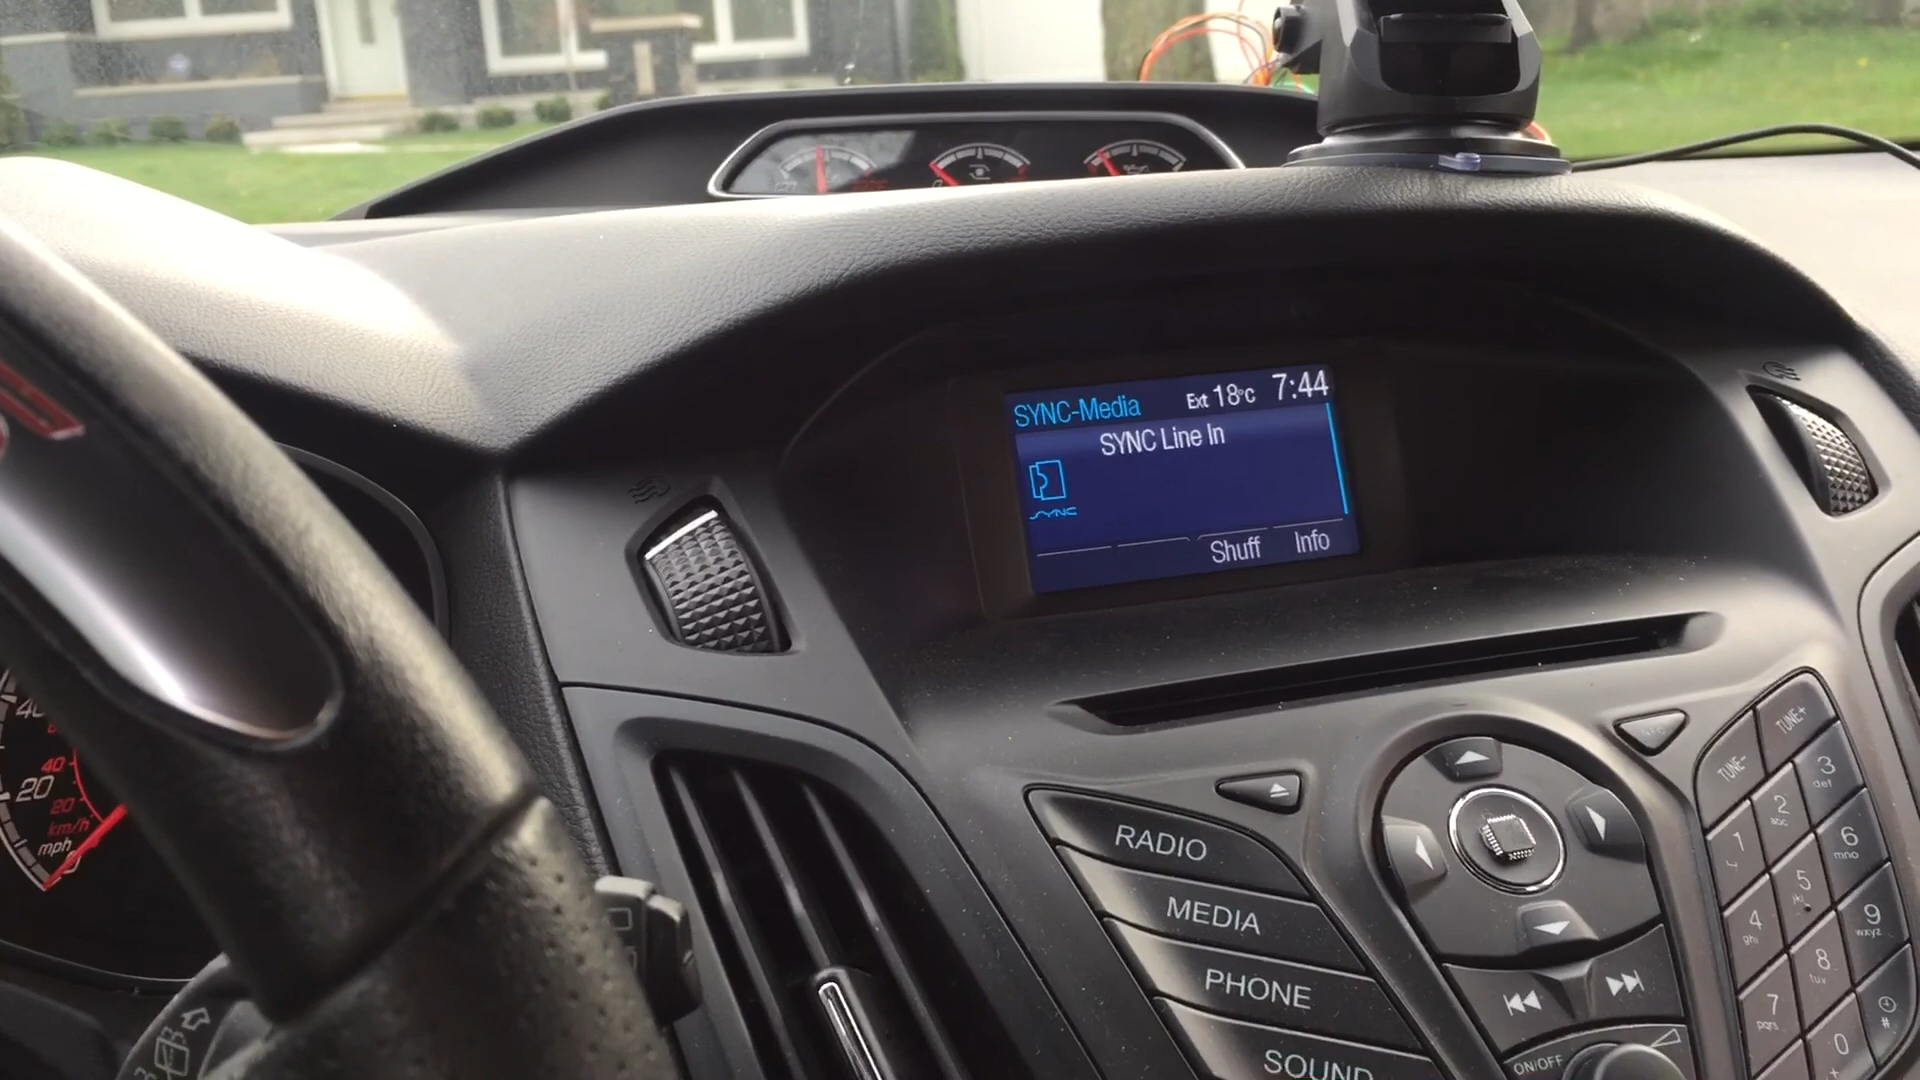 SYNC-Media Ext 18°C 7:44
SYNC Line In
SYNC
Shuff Info
RADIO
MEDIA
PHONE
SOUND
ON/OFF
TUNE- TUNE+
1
2 abc
3 def
4 ghi
5 jkl
6 mno
7 pqrs
8 tuv
9 wxyz
0 +
#
40
20
40
20
km/h
mph
0